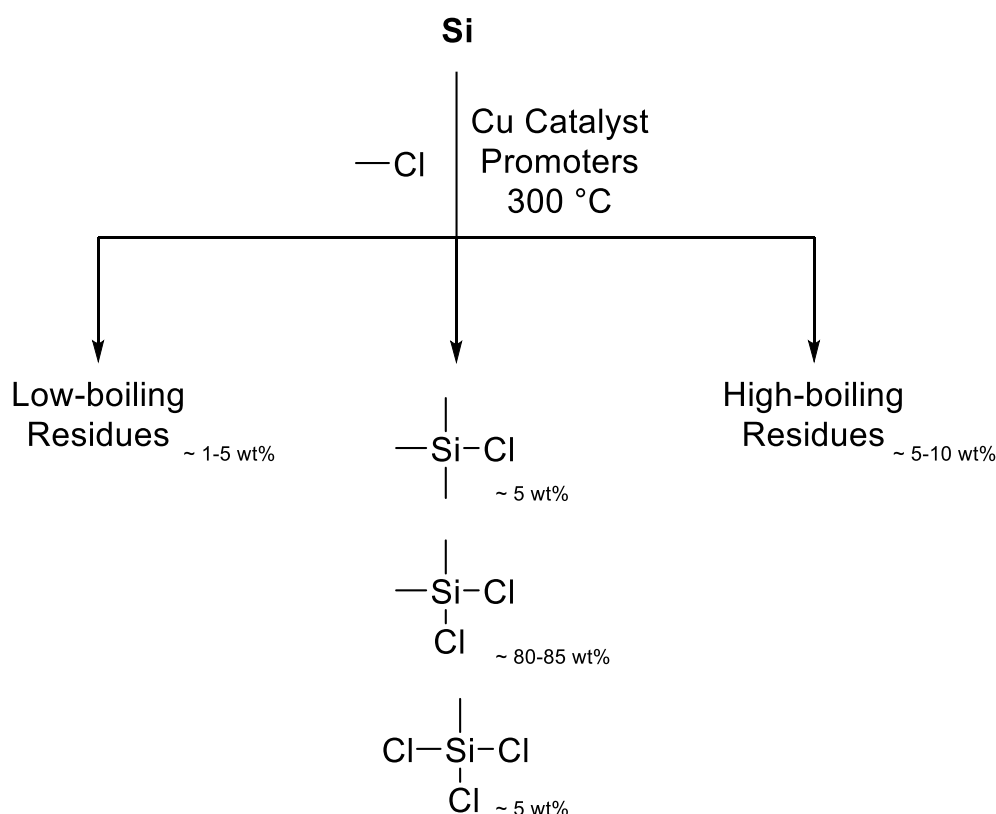 Si
Cu Catalyst
Promoters
300 °C
Cl
Low-boiling
Residues
~ 1-5 wt%
Si Cl
~ 5 wt%
Si Cl
Cl
~ 80-85 wt%
Cl Si Cl
Cl
~ 5 wt%
High-boiling
Residues
~ 5-10 wt%